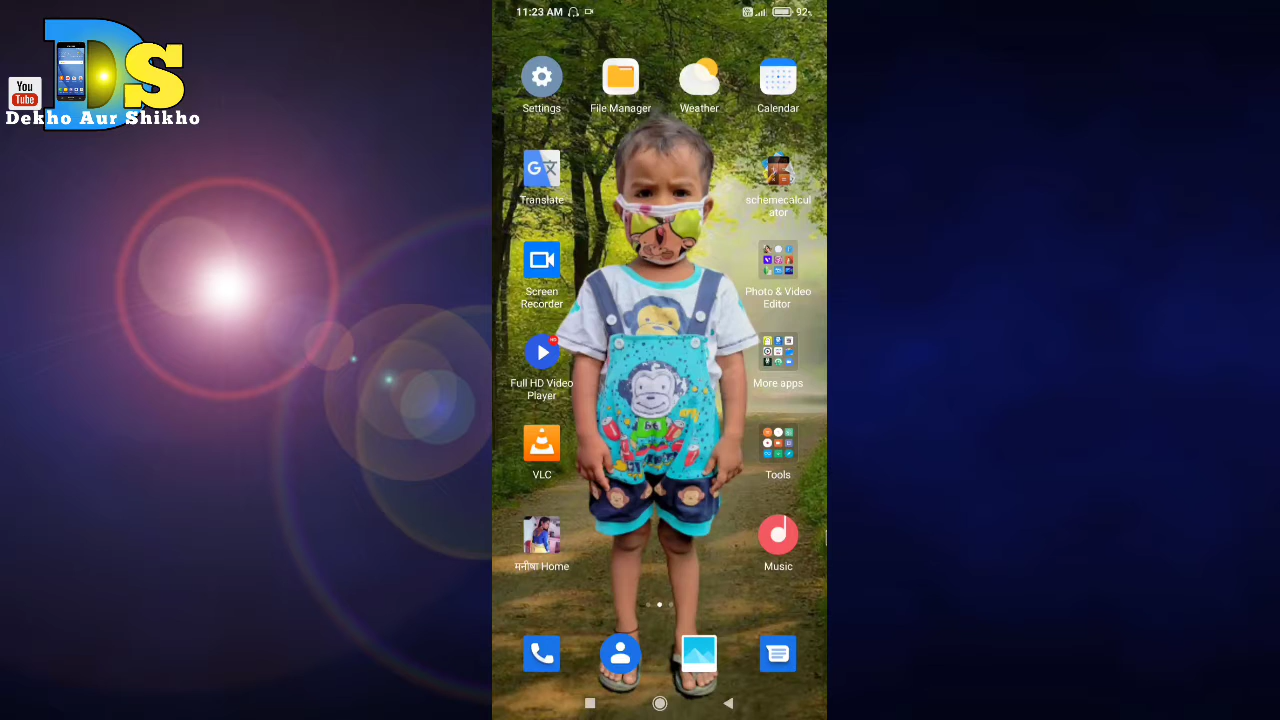 You
Tube
DS
Dekho Aur Shikho
11:23 AM
92%
Settings
File Manager
Weather
Calendar
Translate
schemecalcul
ator
Screen
Recorder
Photo & Video
Editor
HD
Full HD Video
Player
More apps
VLC
Tools
मनीषा Home
Music